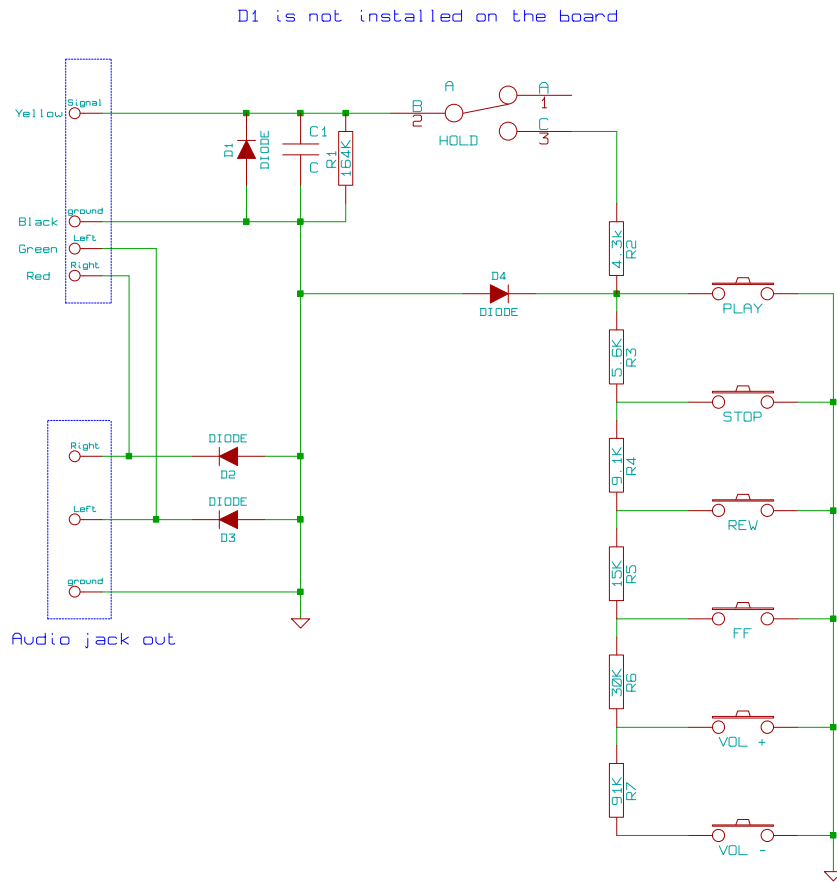 D1 is not installed on the board
Signal
Yellow
D1
DIODE
C1
C
R1
164K
A
B
2
HOLD
A
1
C
3
ground
Black
Left
Green
Right
Red
4.3K
R2
D4
DIODE
PLAY
5.6K
R3
STOP
9.1K
R4
REW
15K
R5
FF
30K
R6
VOL +
91K
R7
VOL -
Right
DIODE
D2
Left
DIODE
D3
ground
Audio jack out